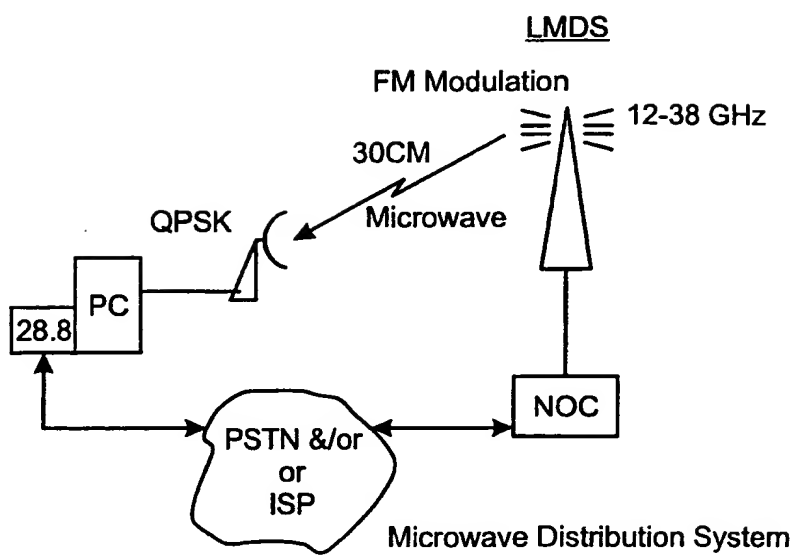 LMDS
FM Modulation
12-38 GHz
30CM
QPSK
Microwave
PC
28.8
NOC
PSTN &/or
or
ISP
Microwave Distribution System